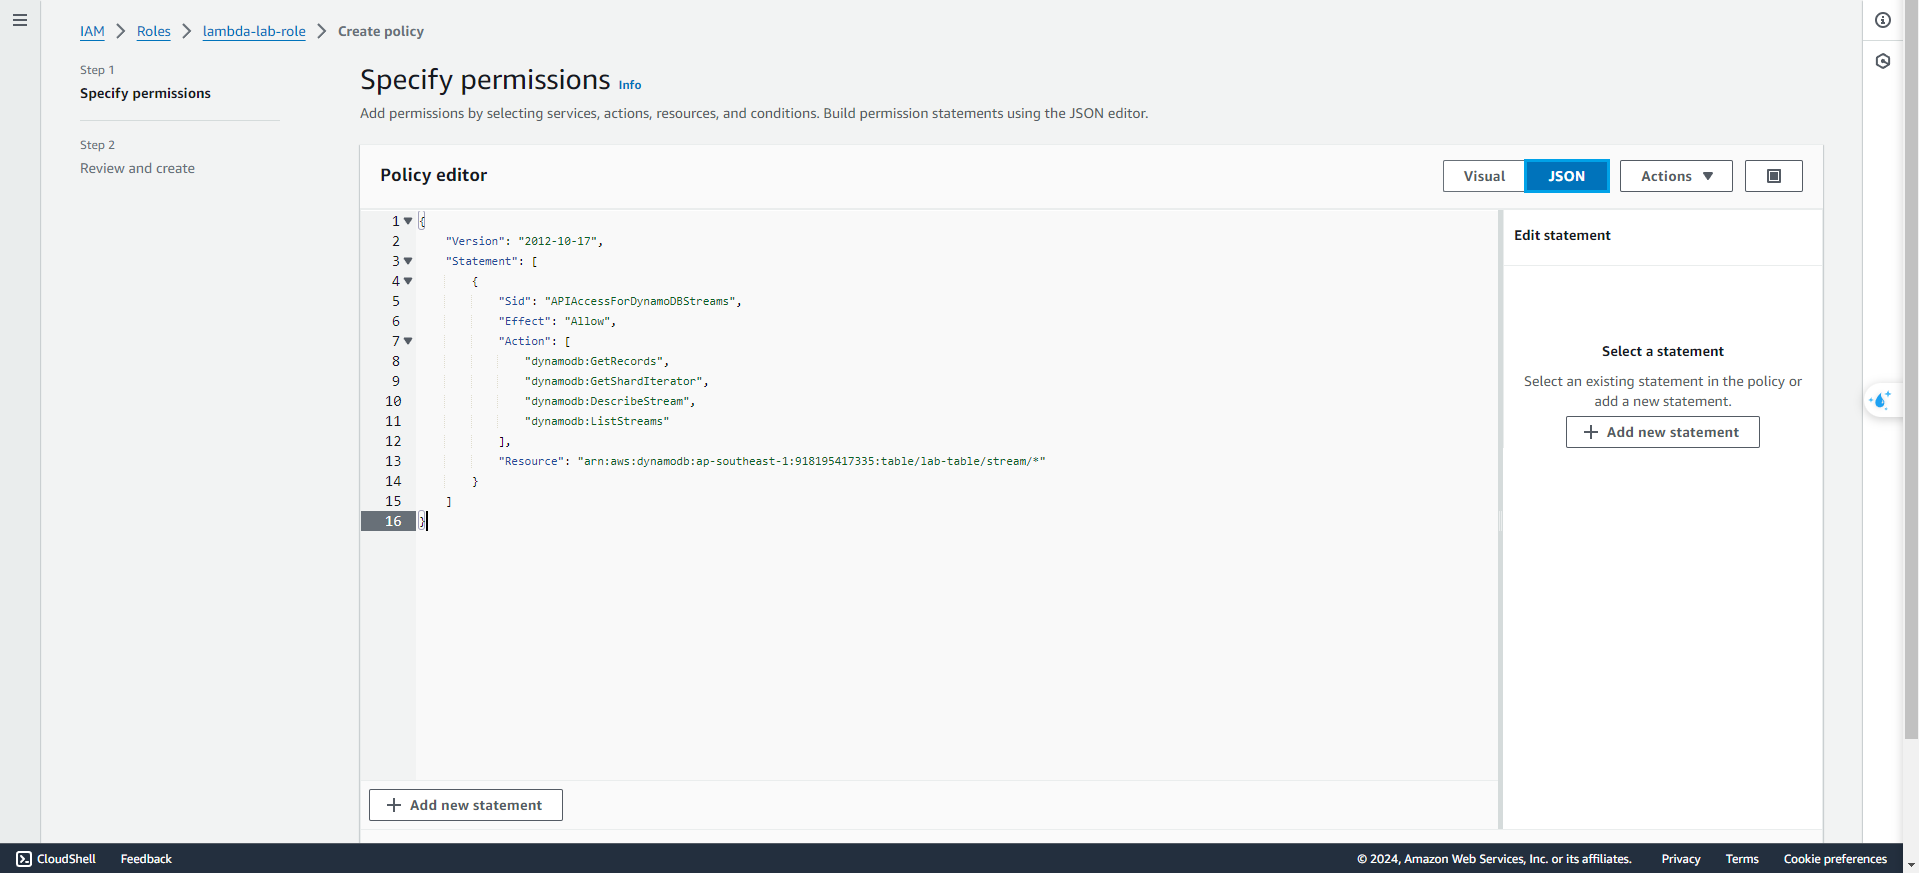 IAM > Roles > lambda-lab-role > Create policy
Step 1
Specify permissions
Step 2
Review and create
Specify permissions Info
Add permissions by selecting services, actions, resources, and conditions. Build permission statements using the JSON editor.
Policy editor
Visual JSON Actions
1 {
2 "Version": "2012-10-17",
3 "Statement": [
4 {
5 "Sid": "APIAccessForDynamoDBStreams",
6 "Effect": "Allow",
7 "Action": [
8 "dynamodb:GetRecords",
9 "dynamodb:GetShardIterator",
10 "dynamodb:DescribeStream",
11 "dynamodb:ListStreams"
12 ],
13 "Resource": "arn:aws:dynamodb:ap-southeast-1:918195417335:table/lab-table/stream/*"
14 }
15 ]
16 }
Edit statement
Select a statement
Select an existing statement in the policy or
add a new statement.
+ Add new statement
+ Add new statement
CloudShell Feedback
© 2024, Amazon Web Services, Inc. or its affiliates. Privacy Terms Cookie preferences